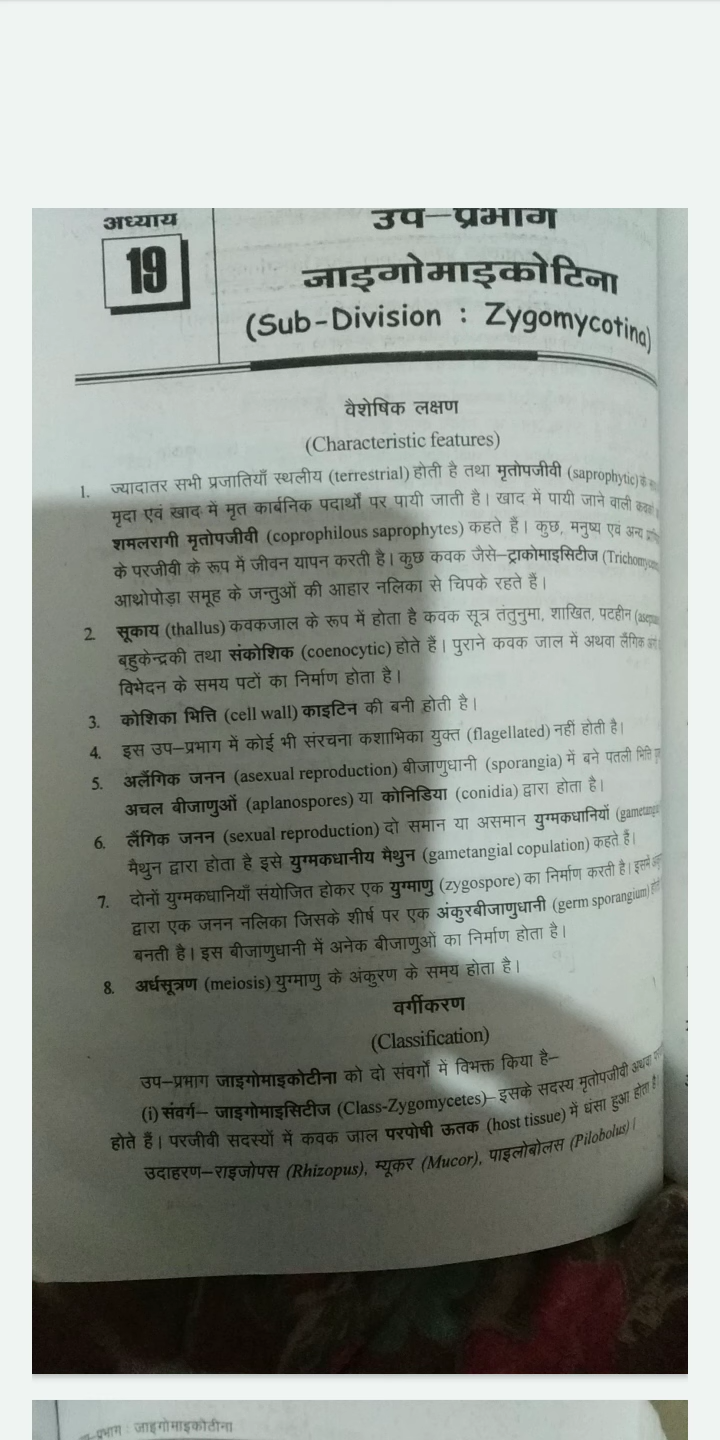 अध्याय
19
उप–प्रभाग
जाइगोमाइकोटिना
(Sub-Division : Zygomycotina)
वैशेषिक लक्षण
(Characteristic features)
1. ज्यादातर सभी प्रजातियाँ स्थलीय (terrestrial) होती है तथा मृतोपजीवी (saprophytic)
मृदा एवं खाद में मृत कार्बनिक पदार्थों पर पायी जाती है। खाद में पायी जाने वाली कवक
शमलरागी मृतोपजीवी (coprophilous saprophytes) कहते हैं। कुछ, मनुष्य एवं अन्य
के परजीवी के रूप में जीवन यापन करती है। कुछ कवक जैसे–ट्राकोमाइसिटीज
आथ्रोपोड़ा समूह के जन्तुओं की आहार नलिका से चिपके रहते हैं।
2. सूकाय (thallus) कवकजाल के रूप में होता है कवक सूत्र तंतुनुमा, शाखित, पटहीन
बहुकेन्द्रकी तथा संकोशिक (coenocytic) होते हैं। पुराने कवक जाल में अथवा लैंगिक
विभेदन के समय पटों का निर्माण होता है।
3. कोशिका भित्ति (cell wall) काइटिन की बनी होती है।
4. इस उप–प्रभाग में कोई भी संरचना कशाभिका युक्त (flagellated) नहीं होती है।
5. अलैंगिक जनन (asexual reproduction) बीजाणुधानी (sporangia) में बने पतली भित्ति
अचल बीजाणुओं (aplanospores) या कोनिडिया (conidia) द्वारा होता है।
6. लैंगिक जनन (sexual reproduction) दो समान या असमान युग्मकधानियों
मैथुन द्वारा होता है इसे युग्मकधानीय मैथुन (gametangial copulation) कहते हैं।
7. दोनों युग्मकधानियाँ संयोजित होकर एक युग्माणु (zygospore) का निर्माण करती है। इसमें
द्वारा एक जनन नलिका जिसके शीर्ष पर एक अंकुरबीजाणुधानी (germ sporangium)
बनती है। इस बीजाणुधानी में अनेक बीजाणुओं का निर्माण होता है।
8. अर्धसूत्रण (meiosis) युग्माणु के अंकुरण के समय होता है।
वर्गीकरण
(Classification)
उप–प्रभाग जाइगोमाइकोटीना को दो संवर्गों में विभक्त किया है–
(i) संवर्ग– जाइगोमाइसिटीज (Class-Zygomycetes)– इसके सदस्य मृतोपजीवी अथवा
होते हैं। परजीवी सदस्यों में कवक जाल परपोषी ऊतक (host tissue) में धंसा हुआ होता है।
उदाहरण–राइजोपस (Rhizopus), म्यूकर (Mucor), पाइलोबोलस (Pilobolus)।
प्रभाग : जाइगोमाइकोटीना